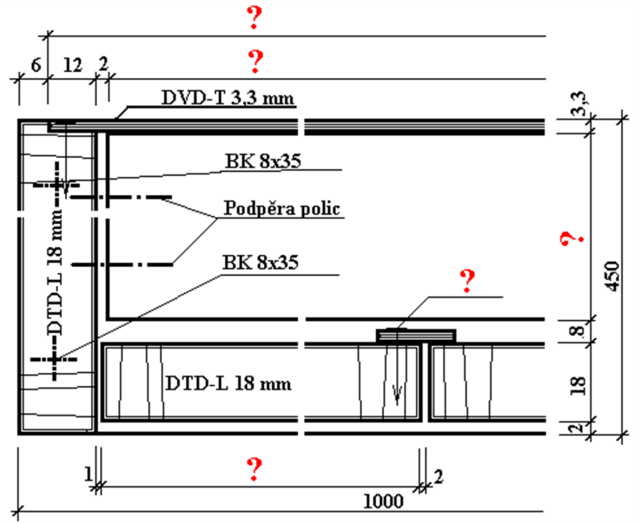 ?
6 12 2 ?
DVD-T 3,3 mm
3,3
BK 8x35
Podpěra polic
?
DTD-L 18 mm
BK 8x35
?
450
8
DTD-L 18 mm
18
2
1 ? 2
1000